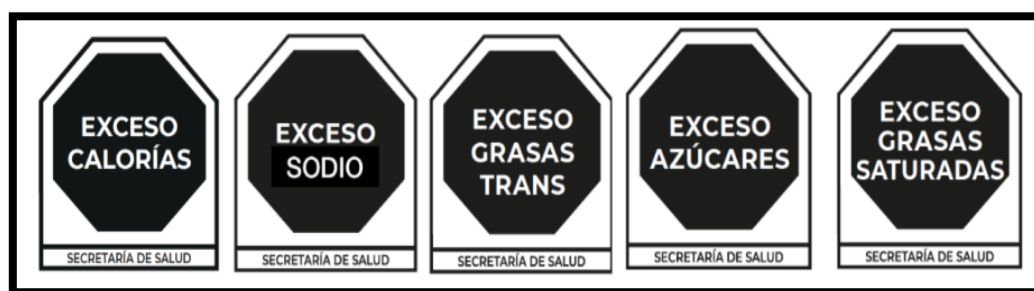 EXCESO
CALORÍAS
SECRETARÍA DE SALUD
EXCESO
SODIO
SECRETARÍA DE SALUD
EXCESO
GRASAS
TRANS
SECRETARÍA DE SALUD
EXCESO
AZÚCARES
SECRETARÍA DE SALUD
EXCESO
GRASAS
SATURADAS
SECRETARÍA DE SALUD